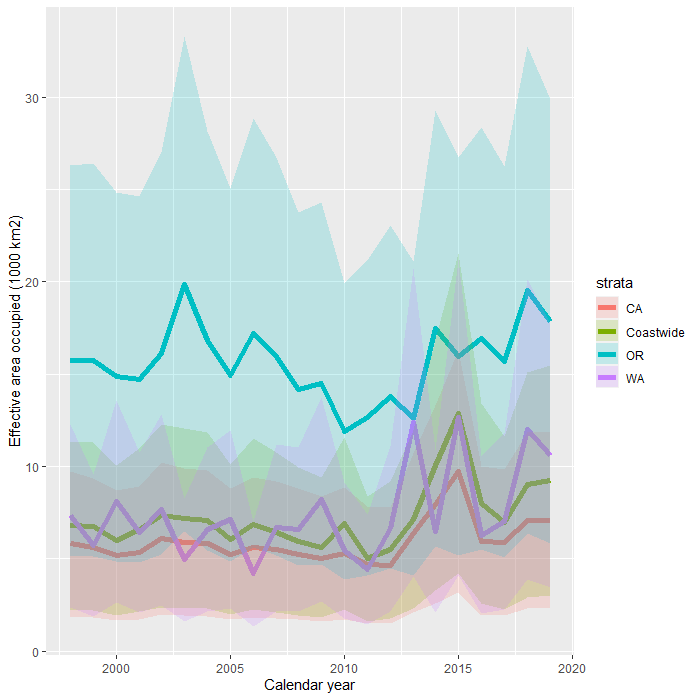 Effective area occupied (1000 km2)
30
20
10
0
2000 2005 2010 2015 2020
Calendar year
strata
CA
Coastwide
OR
WA